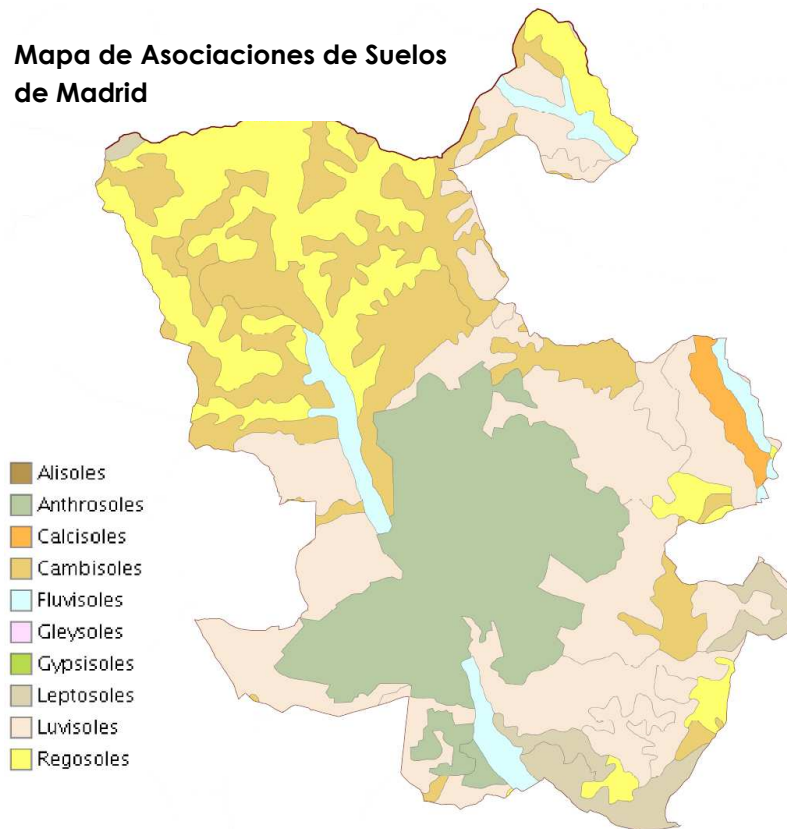 Mapa de Asociaciones de Suelos
de Madrid
Alisoles
Anthrosoles
Calcisoles
Cambisoles
Fluvisoles
Gleysoles
Gypsisoles
Leptosoles
Luvisoles
Regosoles